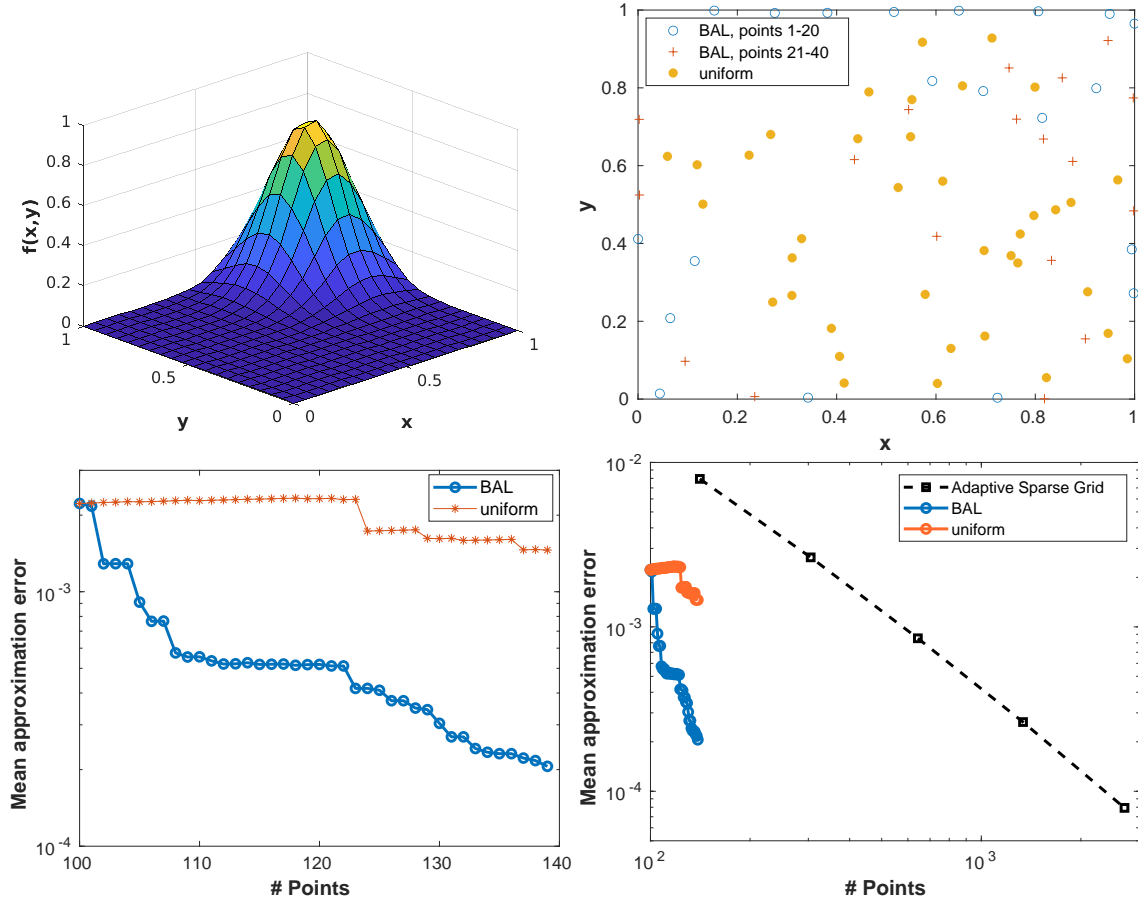 1
0.8
0.6
0.4
0.2
0
f(x,y)
1
0.5
0
y
0
0.5
1
x
BAL, points 1-20
BAL, points 21-40
uniform
1
0.8
0.6
0.4
0.2
0
y
0.2
0.4
0.6
0.8
1
x
BAL
uniform
10^-3
10^-4
Mean approximation error
100
110
120
130
140
# Points
Adaptive Sparse Grid
BAL
uniform
10^-2
10^-3
10^-4
Mean approximation error
10^2
10^3
# Points